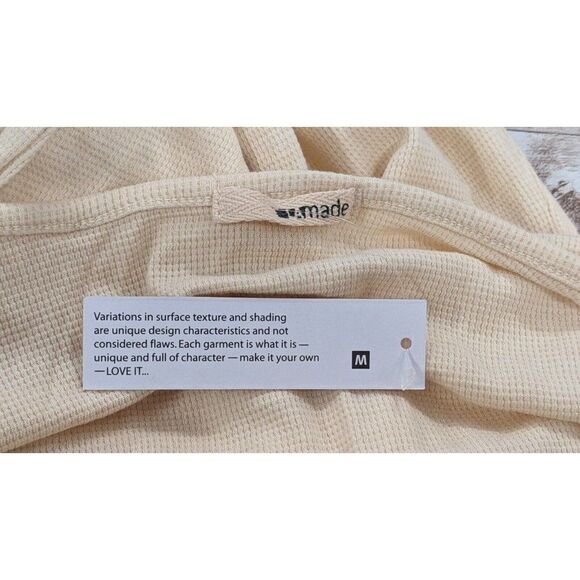 made
Variations in surface texture and shading
are unique design characteristics and not
considered flaws. Each garment is what it is —
unique and full of character — make it your own
—LOVE IT...
M